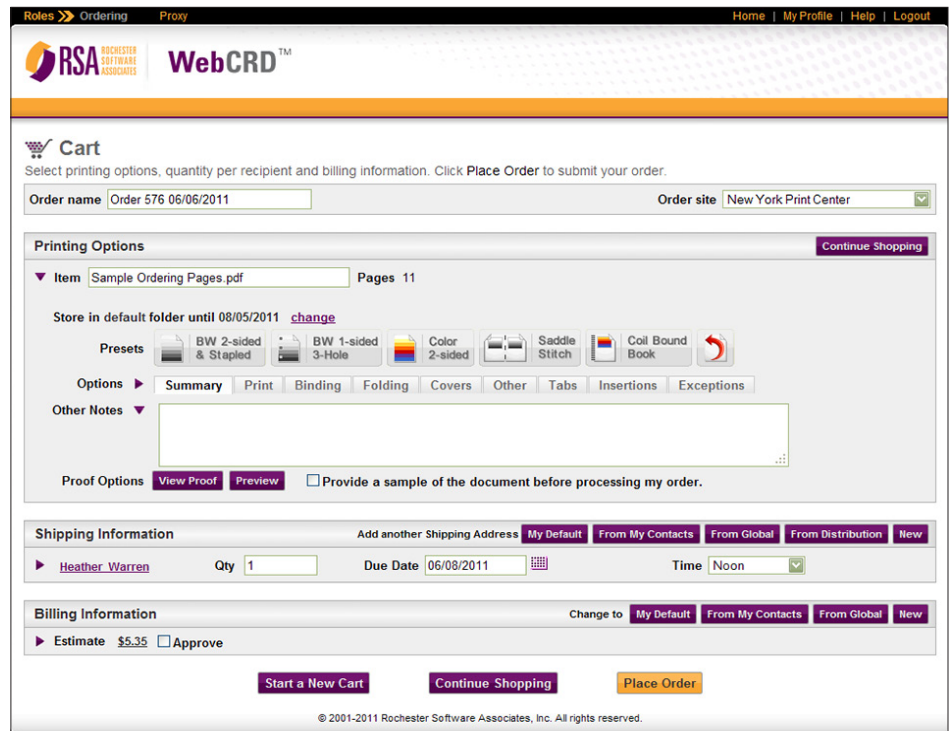 Roles Ordering Proxy Home | My Profile | Help | Logout
RSA ROCHESTER SOFTWARE ASSOCIATES WebCRD™
Cart
Select printing options, quantity per recipient and billing information. Click Place Order to submit your order.
Order name Order 576 06/06/2011 Order site New York Print Center
Printing Options Continue Shopping
Item Sample Ordering Pages.pdf Pages 11
Store in default folder until 08/05/2011 change
Presets BW 2-sided & Stapled BW 1-sided 3-Hole Color 2-sided Saddle Stitch Coil Bound Book
Options Summary Print Binding Folding Covers Other Tabs Insertions Exceptions
Other Notes
Proof Options View Proof Preview Provide a sample of the document before processing my order.
Shipping Information Add another Shipping Address My Default From My Contacts From Global From Distribution New
Heather Warren Qty 1 Due Date 06/08/2011 Time Noon
Billing Information Change to My Default From My Contacts From Global New
Estimate $5.35 Approve
Start a New Cart Continue Shopping Place Order
© 2001-2011 Rochester Software Associates, Inc. All rights reserved.